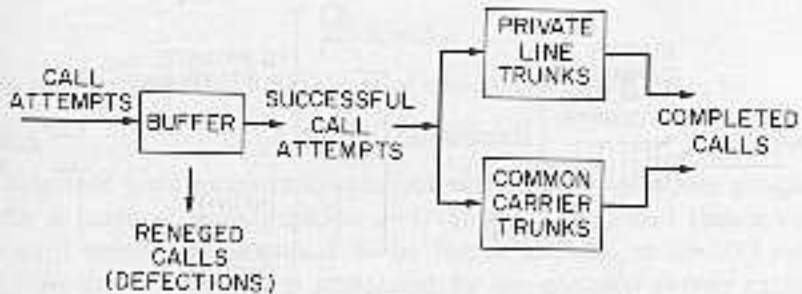 CALL
ATTEMPTS
BUFFER
RENEGED
CALLS
(DEFECTIONS)
SUCCESSFUL
CALL
ATTEMPTS
PRIVATE
LINE
TRUNKS
COMMON
CARRIER
TRUNKS
COMPLETED
CALLS